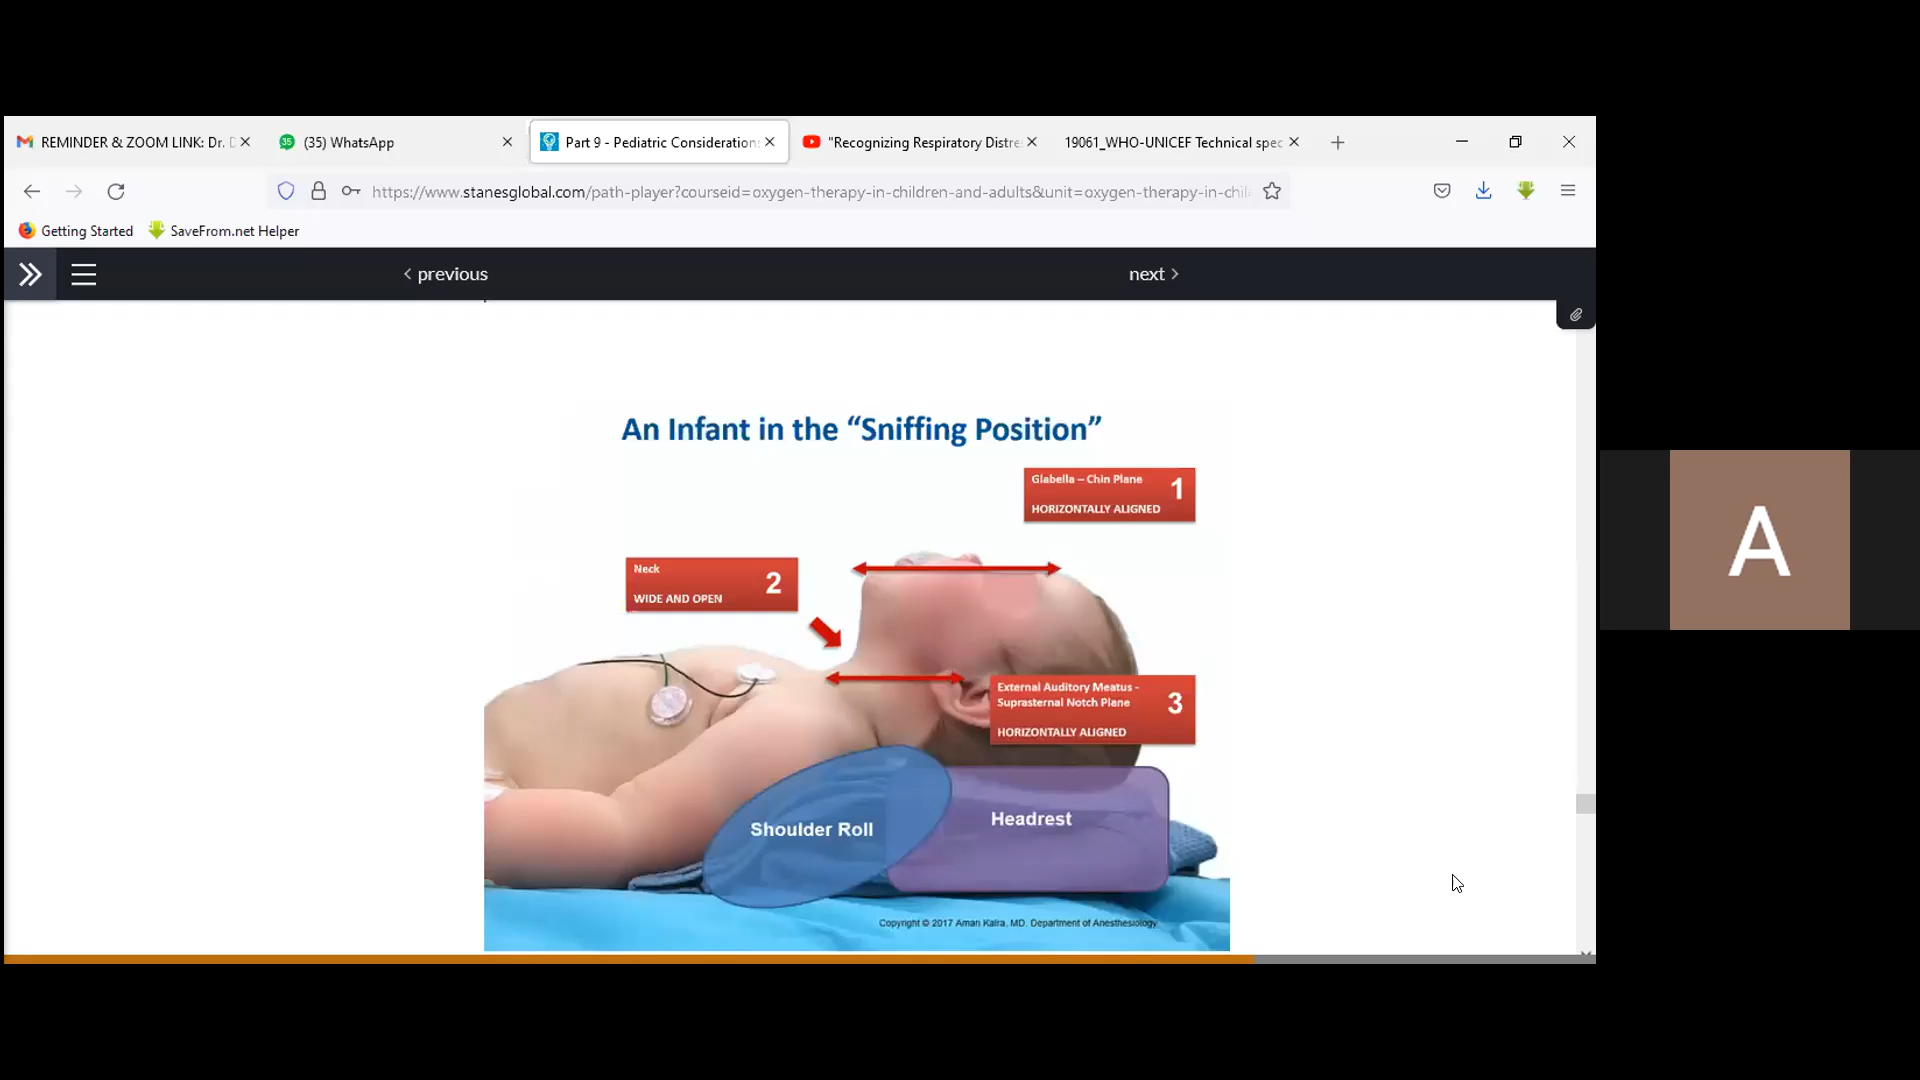 REMINDER & ZOOM LINK: Dr. D
35
(35) WhatsApp
Part 9 - Pediatric Considerations
"Recognizing Respiratory Distre
19061_WHO-UNICEF Technical spec
https://www.stanesglobal.com/path-player?courseid=oxygen-therapy-in-children-and-adults&unit=oxygen-therapy-in-chil
Getting Started
SaveFrom.net Helper
< previous
next >
An Infant in the “Sniffing Position”
Glabella – Chin Plane
1
HORIZONTALLY ALIGNED
Neck
2
WIDE AND OPEN
External Auditory Meatus -
Suprasternal Notch Plane
3
HORIZONTALLY ALIGNED
Shoulder Roll
Headrest
Copyright © 2017 Aman Kalra, MD. Department of Anesthesiology
A